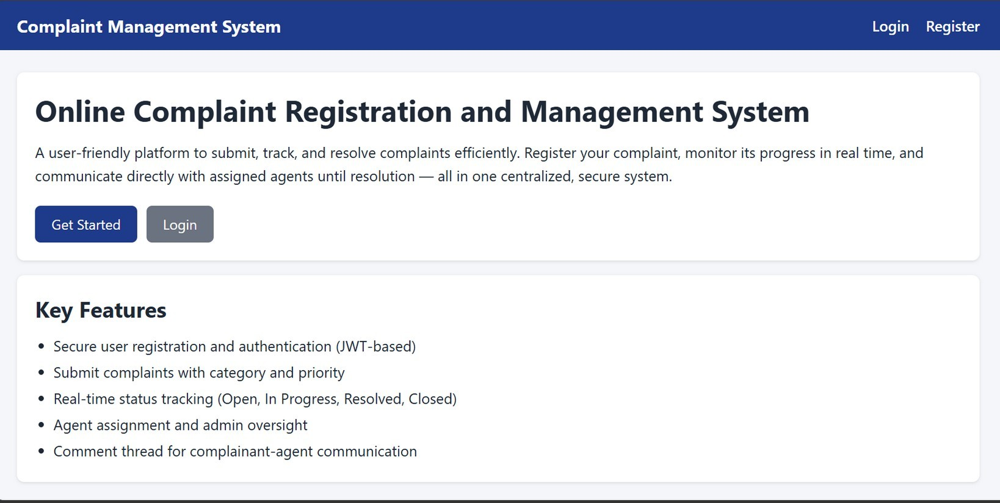 Complaint Management System
Login Register
Online Complaint Registration and Management System
A user-friendly platform to submit, track, and resolve complaints efficiently. Register your complaint, monitor its progress in real time, and
communicate directly with assigned agents until resolution — all in one centralized, secure system.
Get Started Login
Key Features
• Secure user registration and authentication (JWT-based)
• Submit complaints with category and priority
• Real-time status tracking (Open, In Progress, Resolved, Closed)
• Agent assignment and admin oversight
• Comment thread for complainant-agent communication